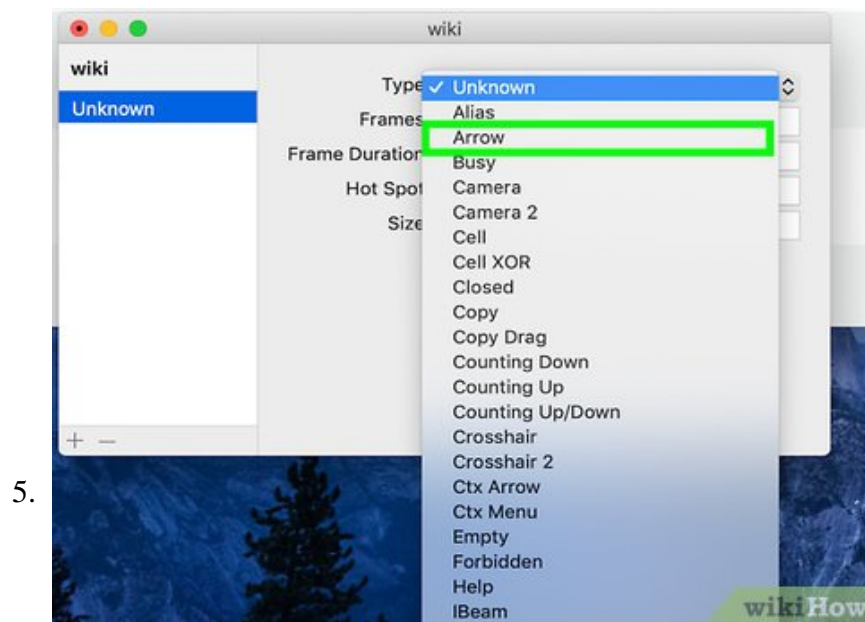 wiki
wiki
Unknown
Type
Frames
Frame Duration
Hot Spot
Size
✓ Unknown
Alias
Arrow
Busy
Camera
Camera 2
Cell
Cell XOR
Closed
Copy
Copy Drag
Counting Down
Counting Up
Counting Up/Down
Crosshair
Crosshair 2
Ctx Arrow
Ctx Menu
Empty
Forbidden
Help
IBeam
+ −
5.
wikiHow